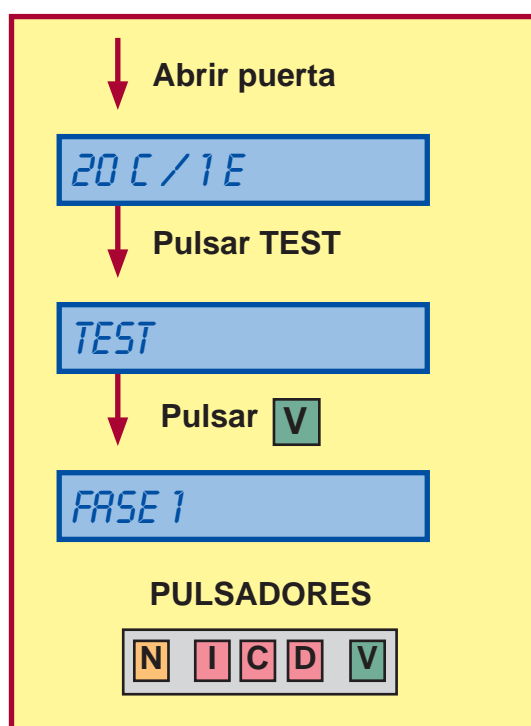 Abrir puerta
20 C / 1 E
Pulsar TEST
TEST
Pulsar V
FASE 1
PULSADORES
N I C D V